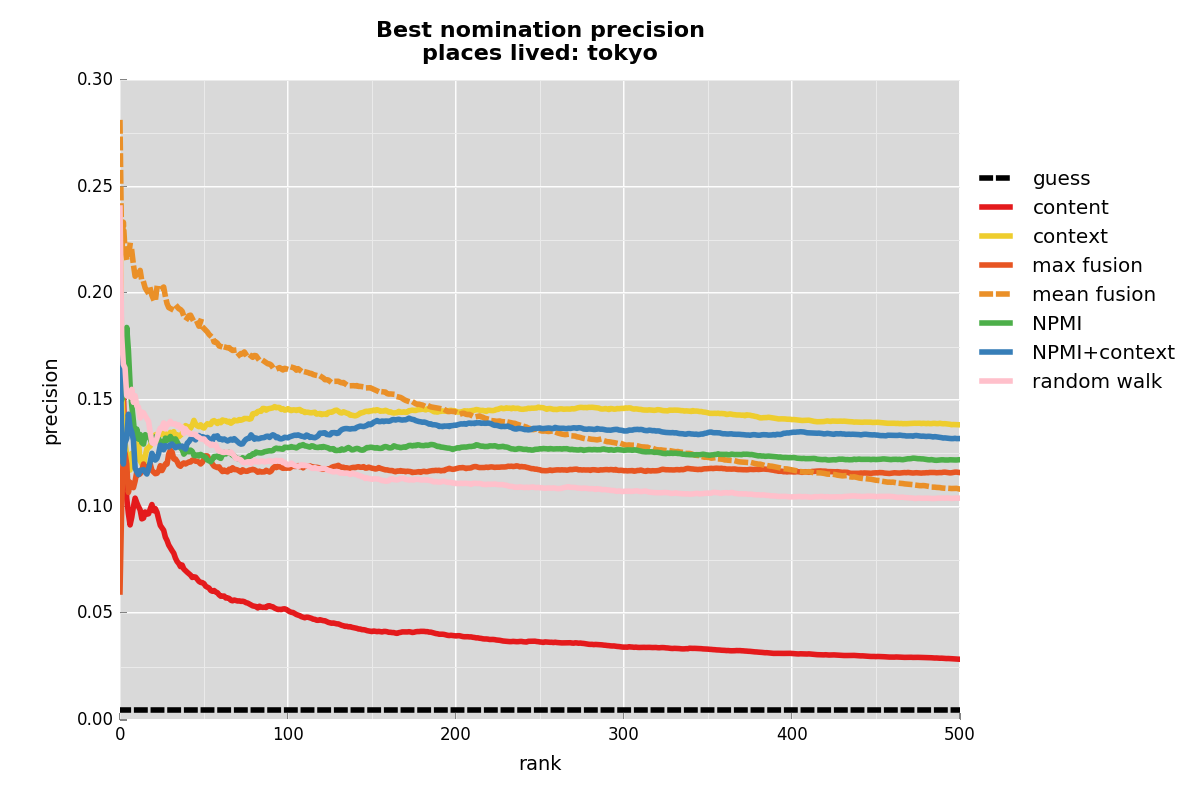 Best nomination precision
places lived: tokyo
0.30
0.25
0.20
0.15
0.10
0.05
0.00
precision
0 100 200 300 400 500
rank
guess
content
context
max fusion
mean fusion
NPMI
NPMI+context
random walk